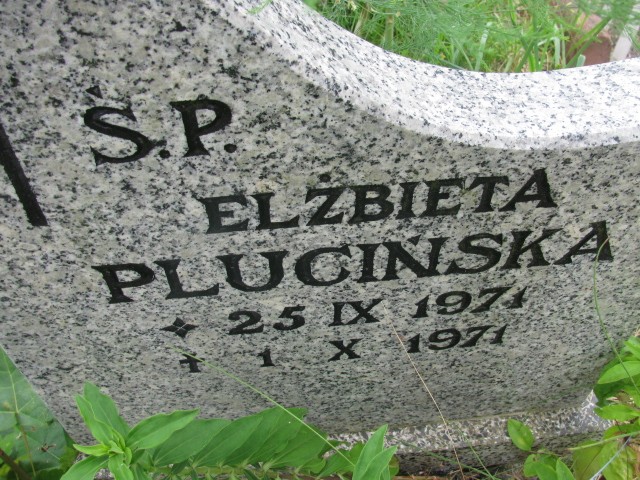 Ś.P.
ELŻBIETA
PLUCIŃSKA
25 IX 1971
† 1 X 1971